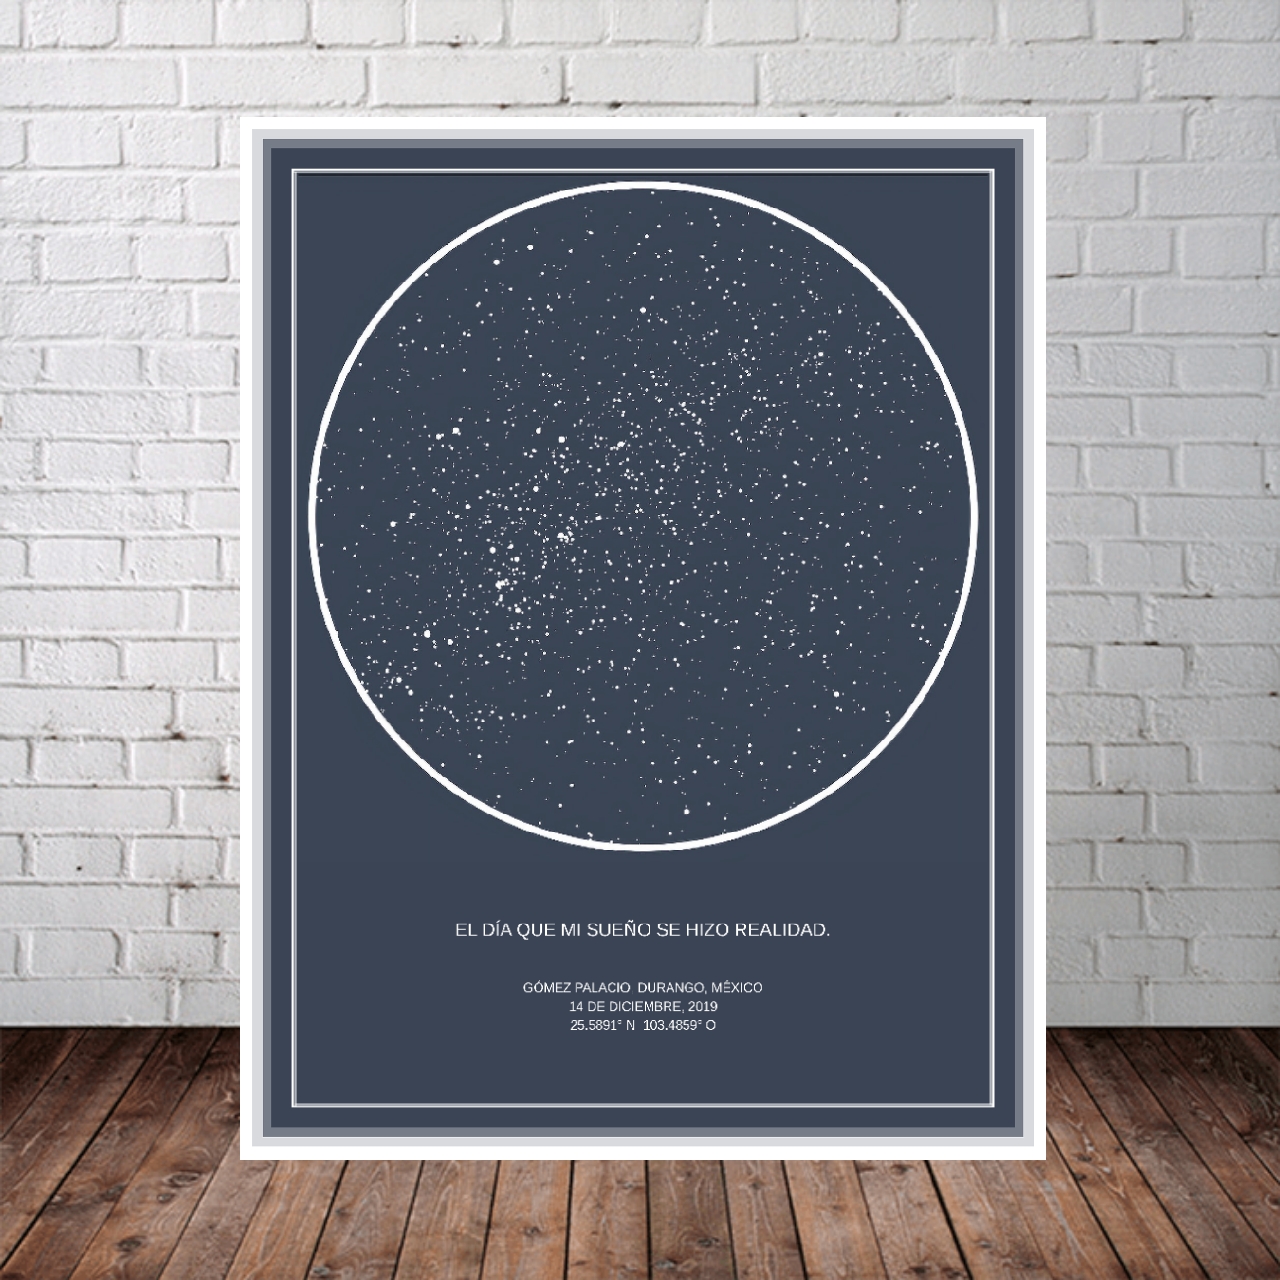 EL DÍA QUE MI SUEÑO SE HIZO REALIDAD.
GÓMEZ PALACIO  DURANGO, MÉXICO
14 DE DICIEMBRE, 2019
25.5891° N  103.4859° O